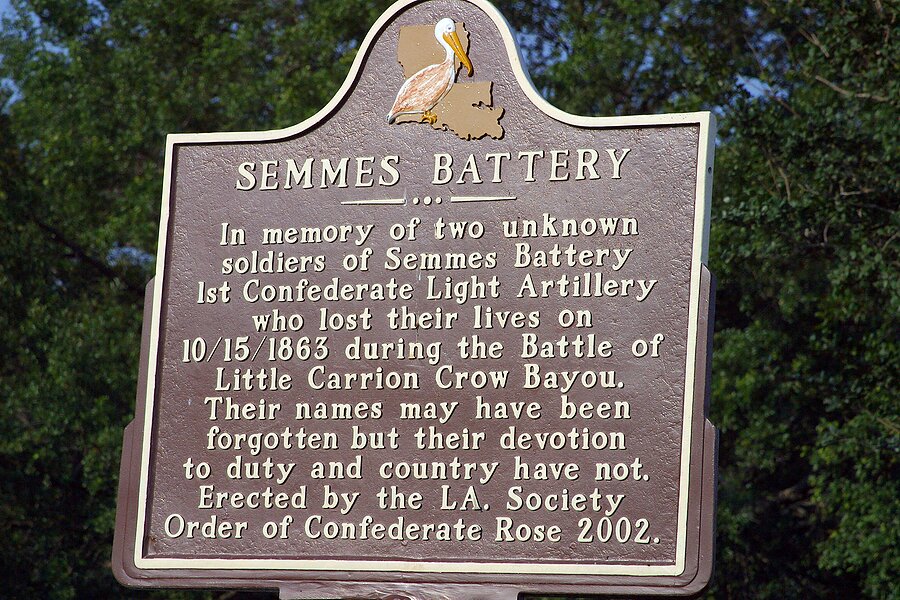 SEMMES BATTERY
In memory of two unknown
soldiers of Semmes Battery
1st Confederate Light Artillery
who lost their lives on
10/15/1863 during the Battle of
Little Carrion Crow Bayou.
Their names may have been
forgotten but their devotion
to duty and country have not.
Erected by the LA. Society
Order of Confederate Rose 2002.